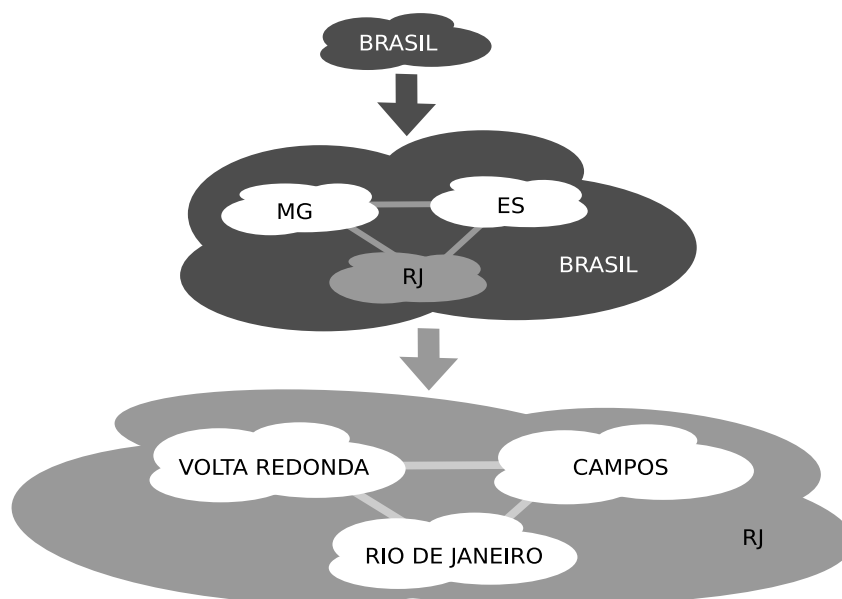 BRASIL
MG
ES
RJ
BRASIL
VOLTA REDONDA
CAMPOS
RIO DE JANEIRO
RJ